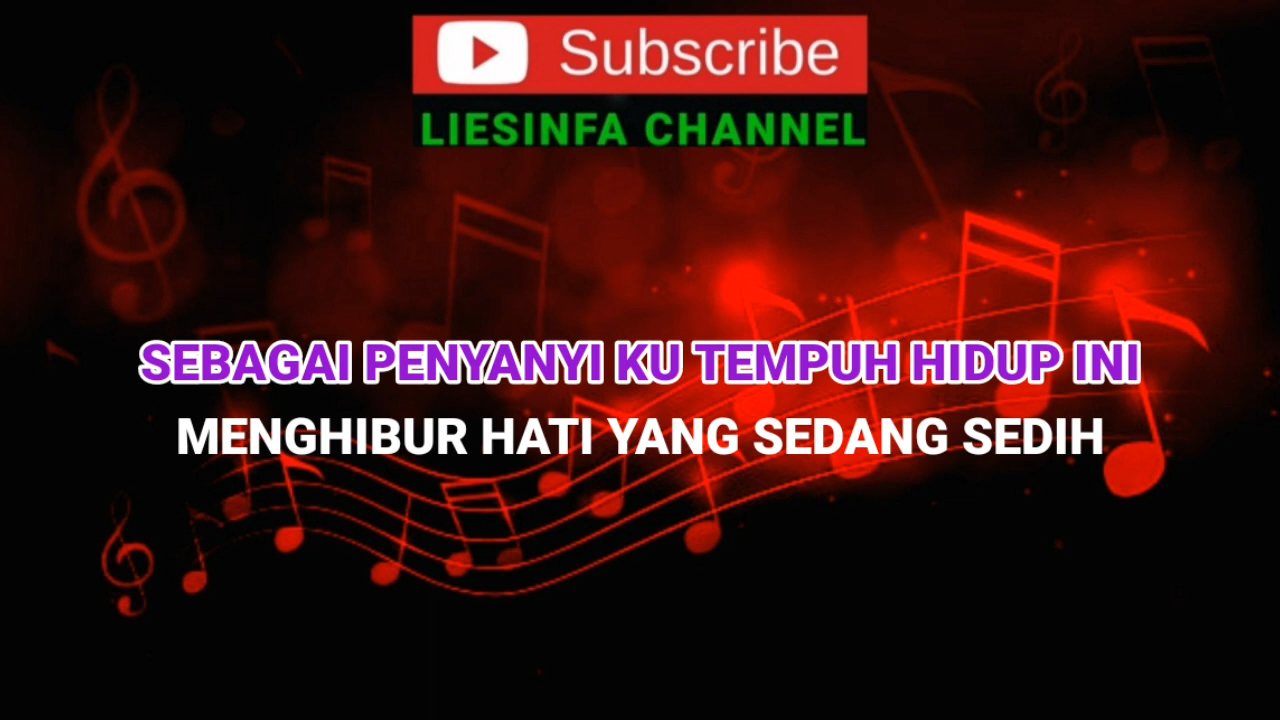 Subscribe
LIESINFA CHANNEL
SEBAGAI PENYANYI KU TEMPUH HIDUP INI
MENGHIBUR HATI YANG SEDANG SEDIH